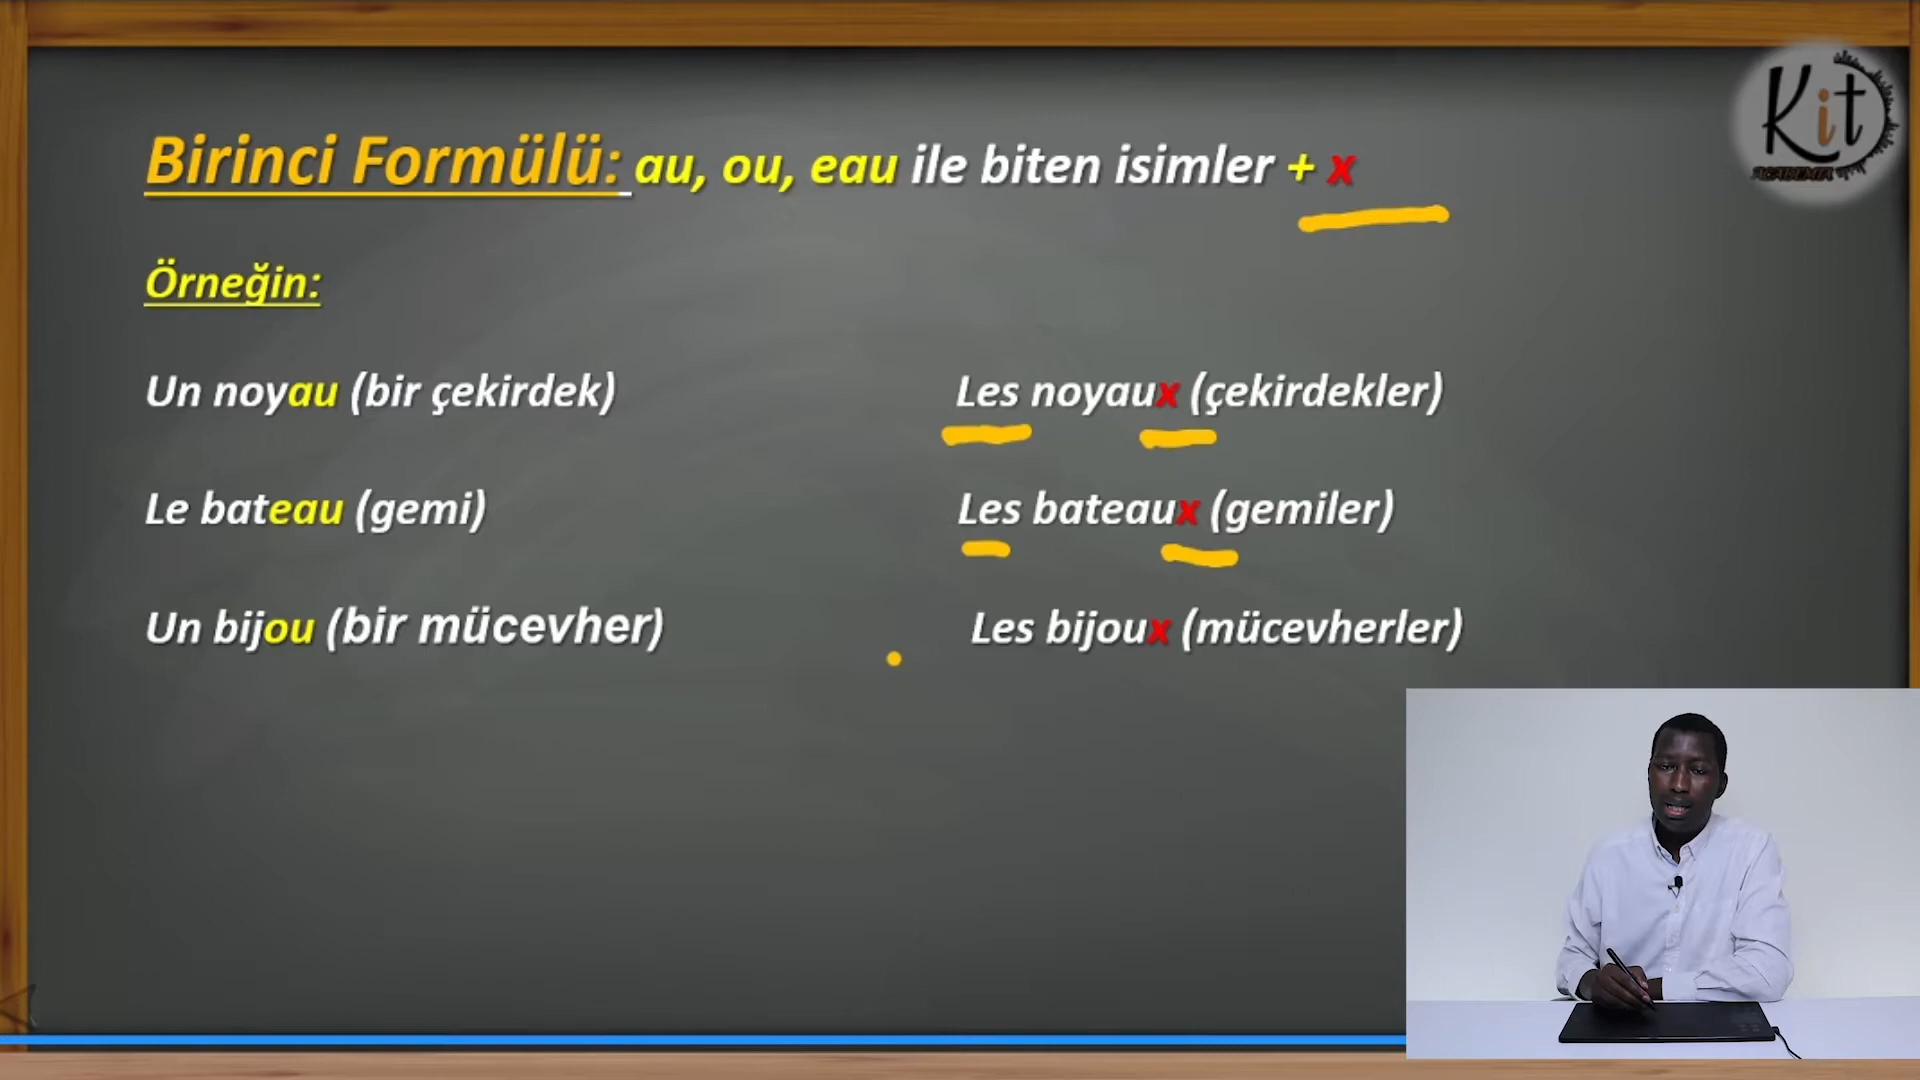 Kit
ACADEMIA
Birinci Formülü: au, ou, eau ile biten isimler + x
Örneğin:
Un noyau (bir çekirdek) Les noyaux (çekirdekler)
Le bateau (gemi) Les bateaux (gemiler)
Un bijou (bir mücevher) Les bijoux (mücevherler)